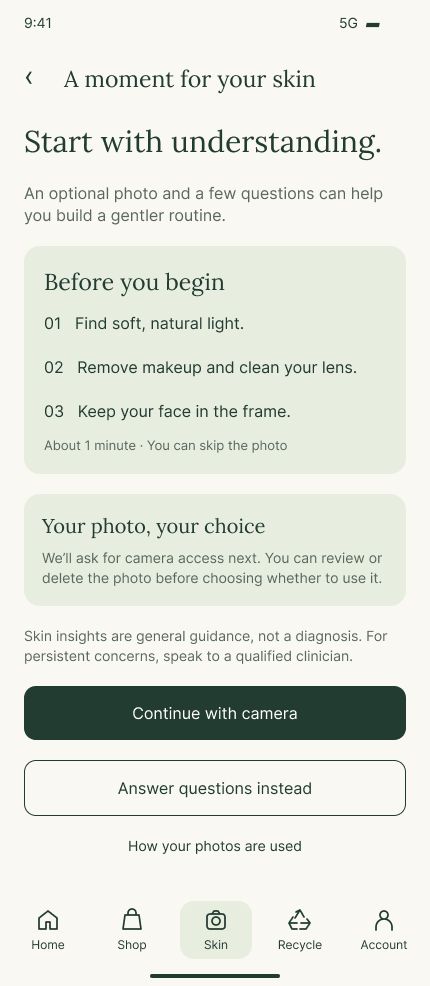 9:41 5G
‹ A moment for your skin
Start with understanding.
An optional photo and a few questions can help
you build a gentler routine.
Before you begin
01 Find soft, natural light.
02 Remove makeup and clean your lens.
03 Keep your face in the frame.
About 1 minute · You can skip the photo
Your photo, your choice
We’ll ask for camera access next. You can review or
delete the photo before choosing whether to use it.
Skin insights are general guidance, not a diagnosis. For
persistent concerns, speak to a qualified clinician.
Continue with camera
Answer questions instead
How your photos are used
Home Shop Skin Recycle Account